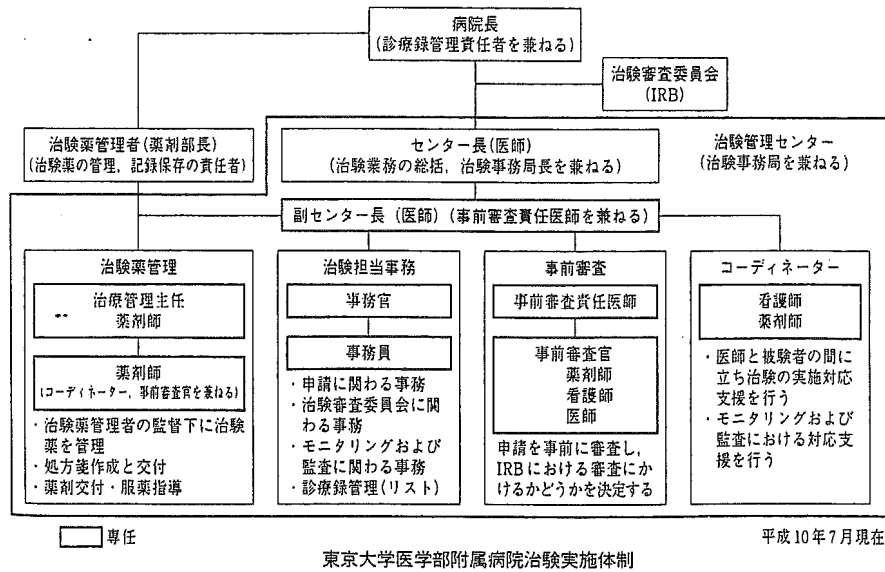 病院長
(診療録管理責任者を兼ねる)
治験審査委員会
(IRB)
治験薬管理者(薬剤部長)
(治験薬の管理，記録保存の責任者)
センター長(医師)
(治験業務の総括，治験事務局長を兼ねる)
治験管理センター
(治験事務局を兼ねる)
副センター長 (医師) (事前審査責任医師を兼ねる)
治験薬管理
治療管理主任
薬剤師
薬剤師
(コーディネーター，事前審査官を兼ねる)
・治験薬管理者の監督下に治験
薬を管理
・処方箋作成と交付
・薬剤交付・服薬指導
治験担当事務
事務官
事務員
・申請に関わる事務
・治験審査委員会に関
わる事務
・モニタリングおよび
監査に関わる事務
・診療録管理(リスト)
事前審査
事前審査責任医師
事前審査官
薬剤師
看護師
医師
申請を事前に審査し，
IRBにおける審査にか
けるかどうかを決定する
コーディネーター
看護師
薬剤師
・医師と被験者の間に
立ち治験の実施対応
支援を行う
・モニタリングおよび
監査における対応支
援を行う
専任
平成10年7月現在
東京大学医学部附属病院治験実施体制